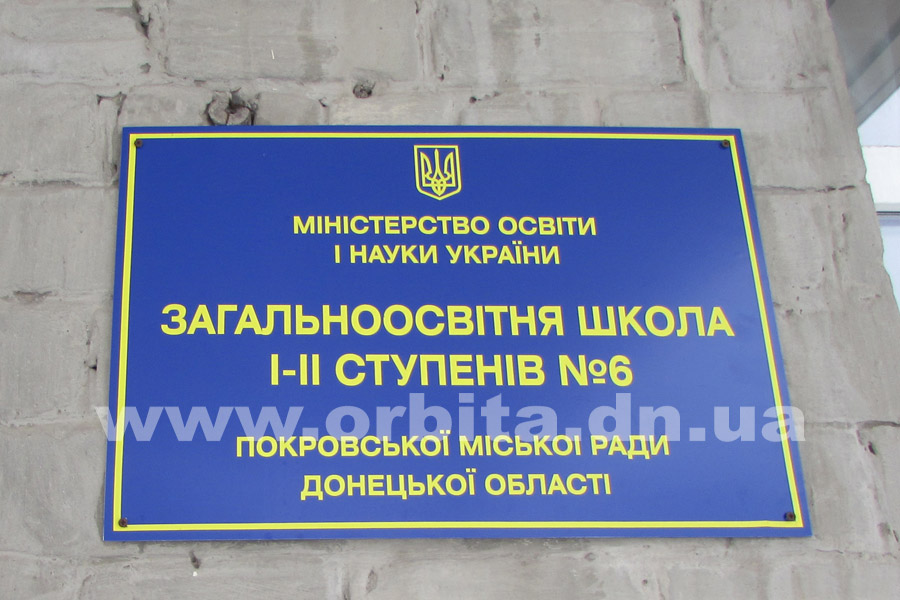 МІНІСТЕРСТВО ОСВІТИ
І НАУКИ УКРАЇНИ
ЗАГАЛЬНООСВІТНЯ ШКОЛА
І-ІІ СТУПЕНІВ №6
www.orbita.dn.ua
ПОКРОВСЬКОЇ МІСЬКОЇ РАДИ
ДОНЕЦЬКОЇ ОБЛАСТІ